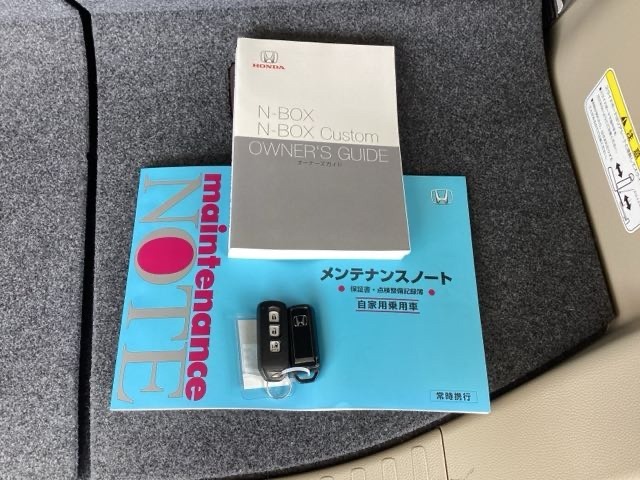 HONDA
N-BOX
N-BOX Custom
OWNER'S GUIDE
オーナーズガイド
maintenance
NOTE
メンテナンスノート
保証書・点検整備記録簿
自家用乗用車
常時携行
注意